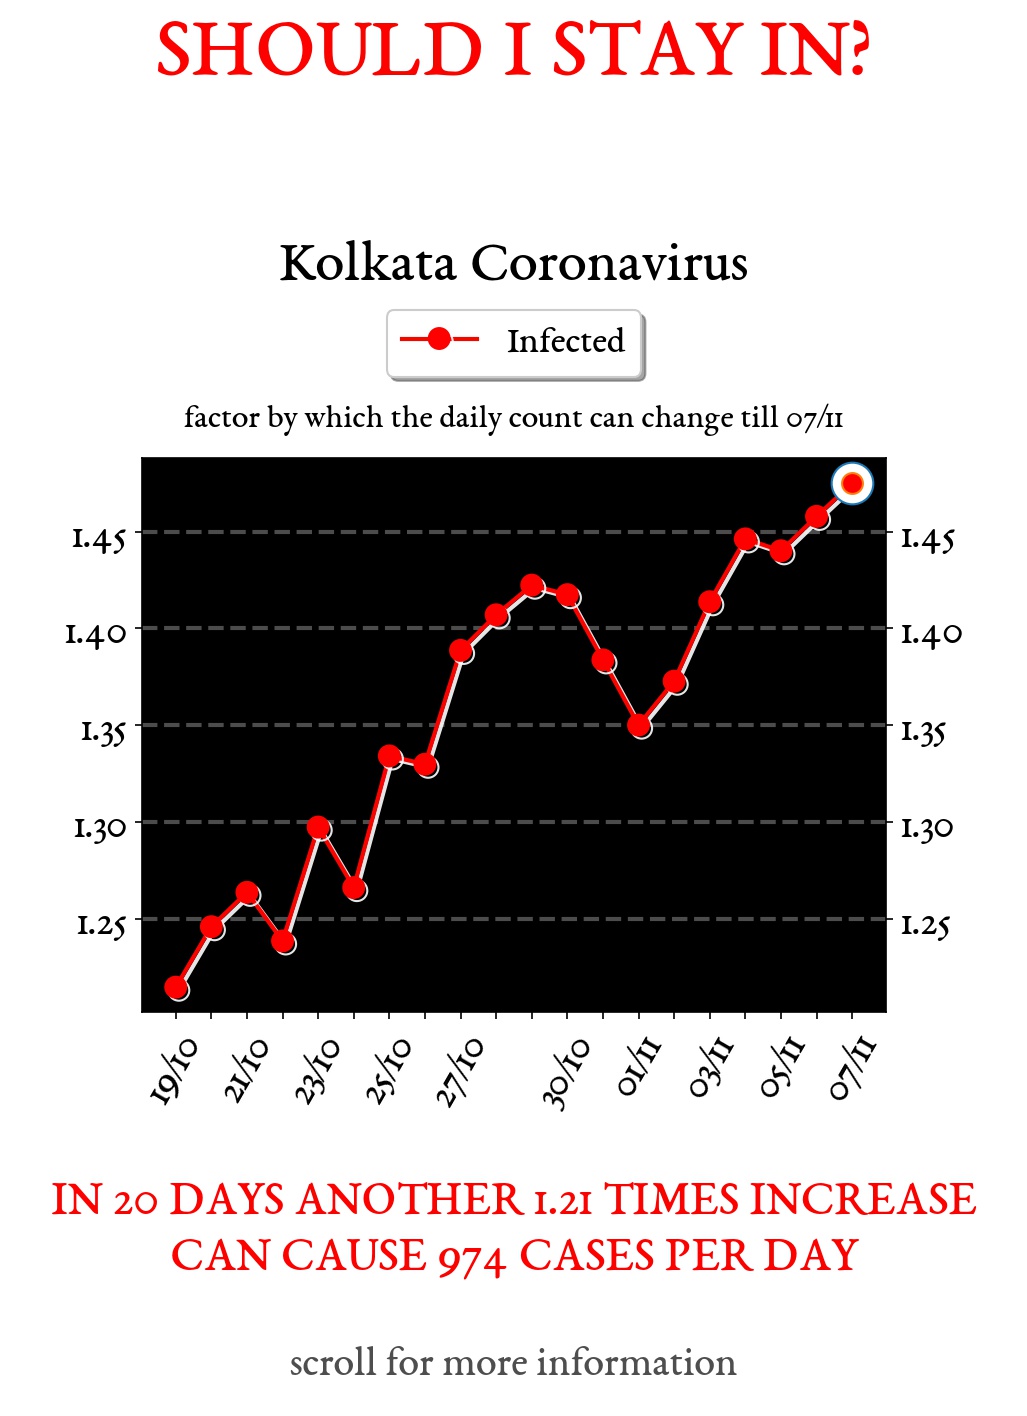 SHOULD I STAY IN?
Kolkata Coronavirus
Infected
factor by which the daily count can change till 07/11
1.45 1.45
1.40 1.40
1.35 1.35
1.30 1.30
1.25 1.25
19/10 21/10 23/10 25/10 27/10 30/10 01/11 03/11 05/11 07/11
IN 20 DAYS ANOTHER 1.21 TIMES INCREASE
CAN CAUSE 974 CASES PER DAY
scroll for more information